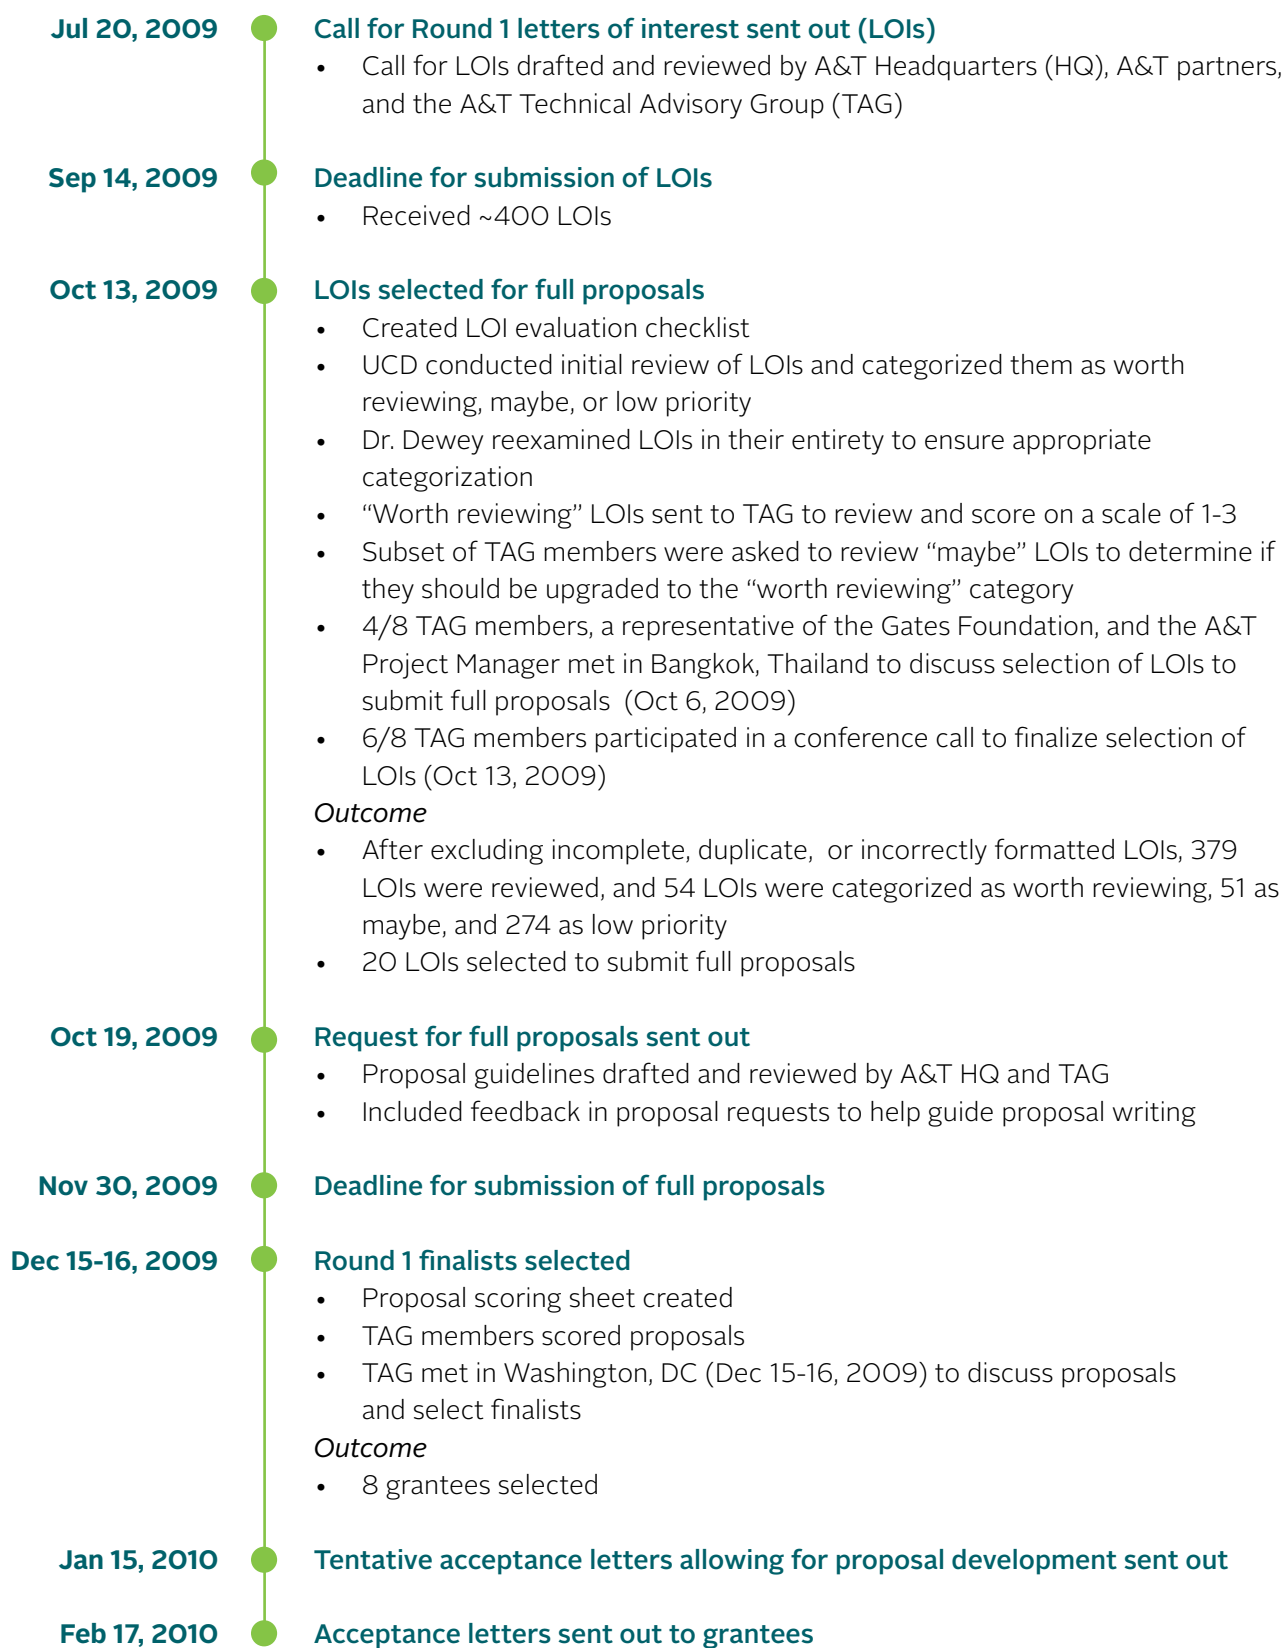 Jul 20, 2009 Call for Round 1 letters of interest sent out (LOIs)
• Call for LOIs drafted and reviewed by A&T Headquarters (HQ), A&T partners,
and the A&T Technical Advisory Group (TAG)
Sep 14, 2009 Deadline for submission of LOIs
• Received ~400 LOIs
Oct 13, 2009 LOIs selected for full proposals
• Created LOI evaluation checklist
• UCD conducted initial review of LOIs and categorized them as worth
reviewing, maybe, or low priority
• Dr. Dewey reexamined LOIs in their entirety to ensure appropriate
categorization
• “Worth reviewing” LOIs sent to TAG to review and score on a scale of 1-3
• Subset of TAG members were asked to review “maybe” LOIs to determine if
they should be upgraded to the “worth reviewing” category
• 4/8 TAG members, a representative of the Gates Foundation, and the A&T
Project Manager met in Bangkok, Thailand to discuss selection of LOIs to
submit full proposals (Oct 6, 2009)
• 6/8 TAG members participated in a conference call to finalize selection of
LOIs (Oct 13, 2009)
Outcome
• After excluding incomplete, duplicate, or incorrectly formatted LOIs, 379
LOIs were reviewed, and 54 LOIs were categorized as worth reviewing, 51 as
maybe, and 274 as low priority
• 20 LOIs selected to submit full proposals
Oct 19, 2009 Request for full proposals sent out
• Proposal guidelines drafted and reviewed by A&T HQ and TAG
• Included feedback in proposal requests to help guide proposal writing
Nov 30, 2009 Deadline for submission of full proposals
Dec 15-16, 2009 Round 1 finalists selected
• Proposal scoring sheet created
• TAG members scored proposals
• TAG met in Washington, DC (Dec 15-16, 2009) to discuss proposals
and select finalists
Outcome
• 8 grantees selected
Jan 15, 2010 Tentative acceptance letters allowing for proposal development sent out
Feb 17, 2010 Acceptance letters sent out to grantees